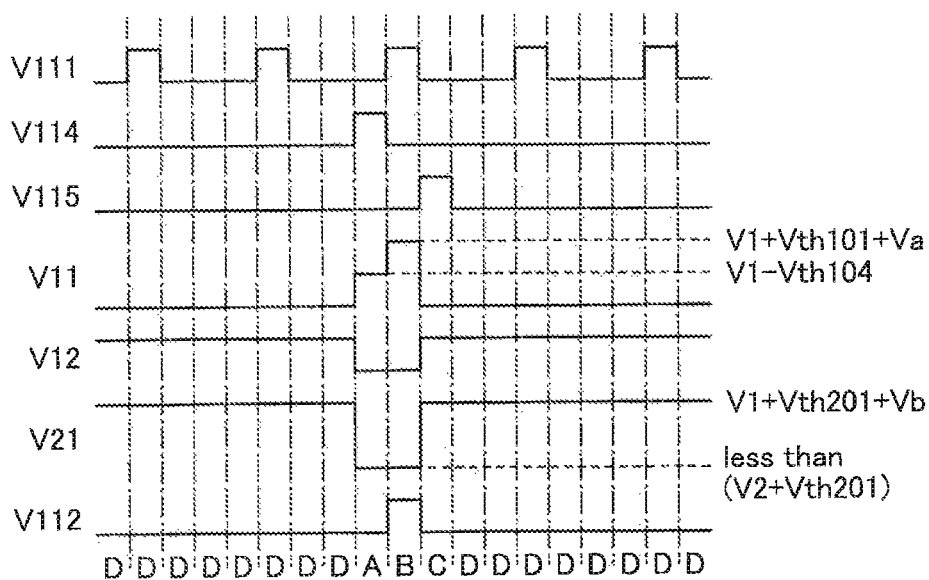 V111
V114
V115
V1+Vth101+Va
V11
V1-Vth104
V12
V1+Vth201+Vb
V21
less than
(V2+Vth201)
V112
D D D D D D D D A B C D D D D D D D D